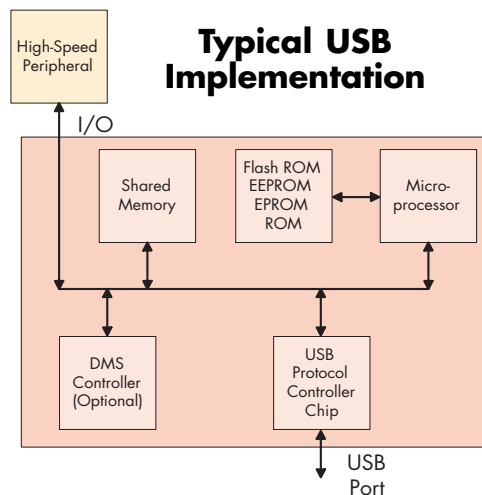 High-Speed
Peripheral
Typical USB
Implementation
I/O
Shared
Memory
Flash ROM
EEPROM
EPROM
ROM
Micro-
processor
DMS
Controller
(Optional)
USB
Protocol
Controller
Chip
USB
Port